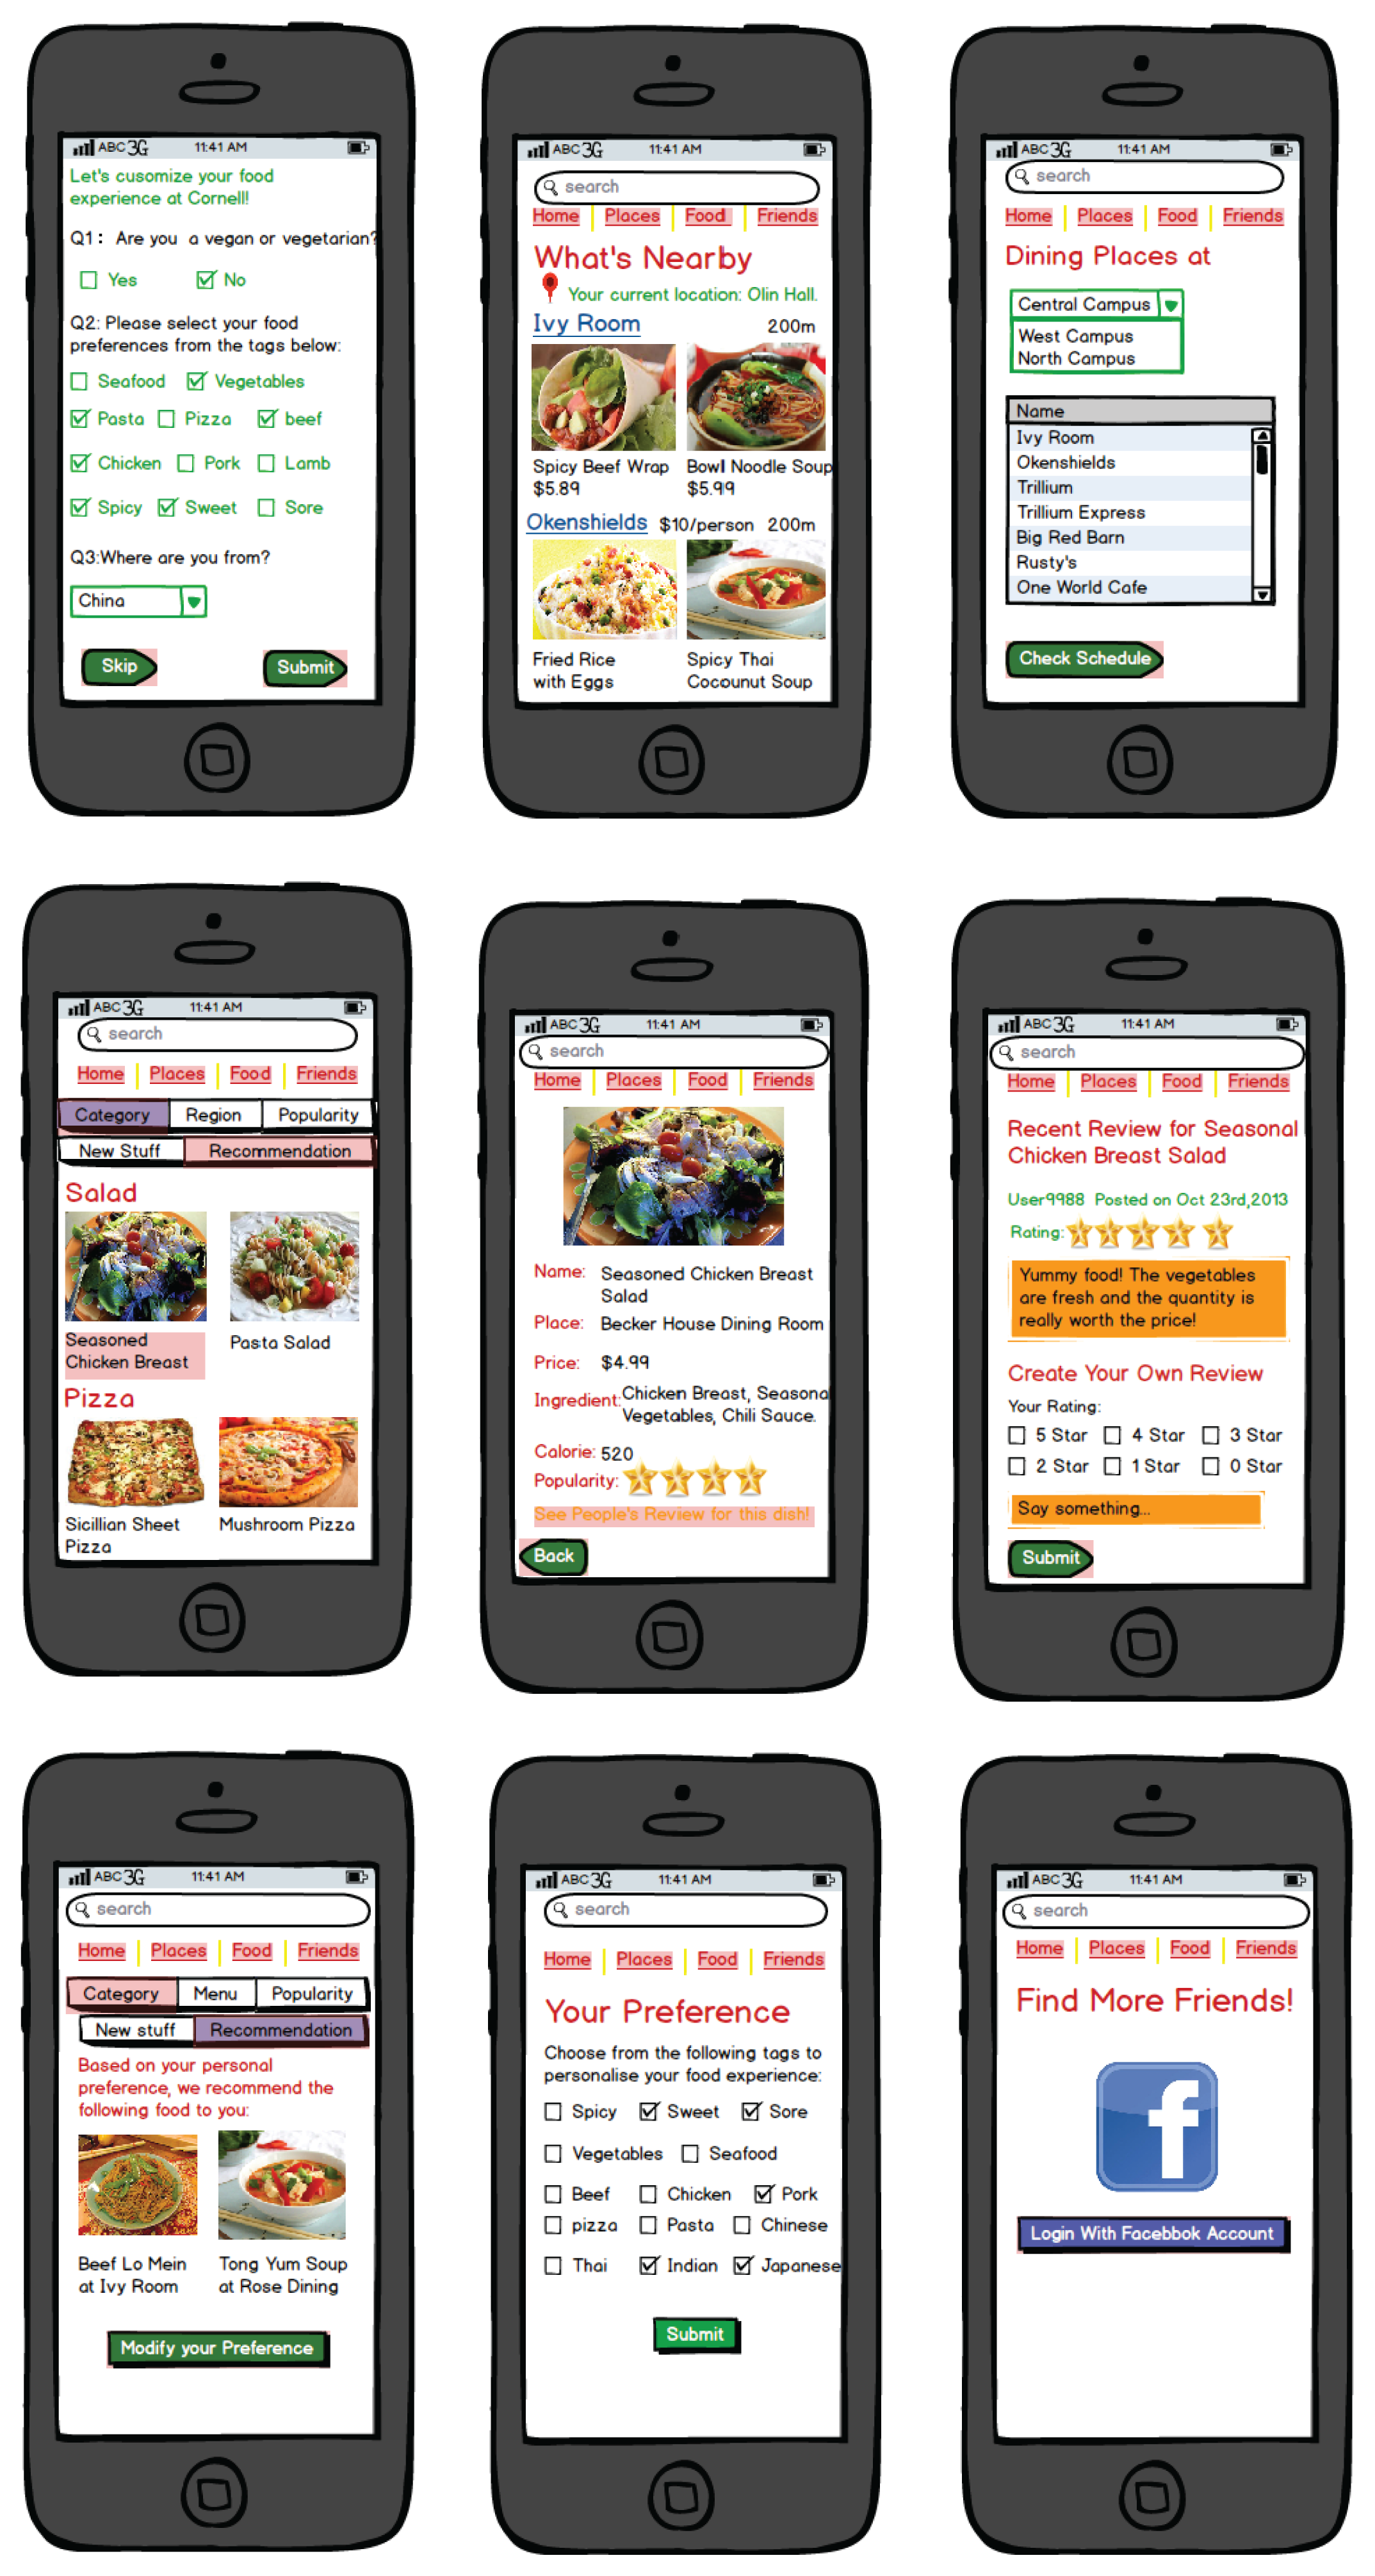 ABC 3G 11:41 AM
Let's cusomize your food
experience at Cornell!
Q1: Are you a vegan or vegetarian?
Yes No
Q2: Please select your food
preferences from the tags below:
Seafood Vegetables
Pasta Pizza beef
Chicken Pork Lamb
Spicy Sweet Sore
Q3:Where are you from?
China
Skip Submit
ABC 3G 11:41 AM
search
Home Places Food Friends
What's Nearby
Your current location: Olin Hall.
Ivy Room 200m
Spicy Beef Wrap Bowl Noodle Soup
$5.89 $5.99
Okenshields $10/person 200m
Fried Rice Spicy Thai
with Eggs Cocounut Soup
ABC 3G 11:41 AM
search
Home Places Food Friends
Dining Places at
Central Campus
West Campus
North Campus
Name
Ivy Room
Okenshields
Trillium
Trillium Express
Big Red Barn
Rusty's
One World Cafe
Check Schedule
ABC 3G 11:41 AM
search
Home Places Food Friends
Category Region Popularity
New Stuff Recommendation
Salad
Seasoned Pasta Salad
Chicken Breast
Pizza
Sicillian Sheet Mushroom Pizza
Pizza
ABC 3G 11:41 AM
search
Home Places Food Friends
Name: Seasoned Chicken Breast
Salad
Place: Becker House Dining Room
Price: $4.99
Ingredient: Chicken Breast, Seasona
Vegetables, Chili Sauce.
Calorie: 520
Popularity:
See People's Review for this dish!
Back
ABC 3G 11:41 AM
search
Home Places Food Friends
Recent Review for Seasonal
Chicken Breast Salad
User9988 Posted on Oct 23rd,2013
Rating:
Yummy food! The vegetables
are fresh and the quantity is
really worth the price!
Create Your Own Review
Your Rating:
5 Star 4 Star 3 Star
2 Star 1 Star 0 Star
Say something...
Submit
ABC 3G 11:41 AM
search
Home Places Food Friends
Category Menu Popularity
New stuff Recommendation
Based on your personal
preference, we recommend the
following food to you:
Beef Lo Mein Tong Yum Soup
at Ivy Room at Rose Dining
Modify your Preference
ABC 3G 11:41 AM
search
Home Places Food Friends
Your Preference
Choose from the following tags to
personalise your food experience:
Spicy Sweet Sore
Vegetables Seafood
Beef Chicken Pork
pizza Pasta Chinese
Thai Indian Japanese
Submit
ABC 3G 11:41 AM
search
Home Places Food Friends
Find More Friends!
f
Login With Facebbok Account